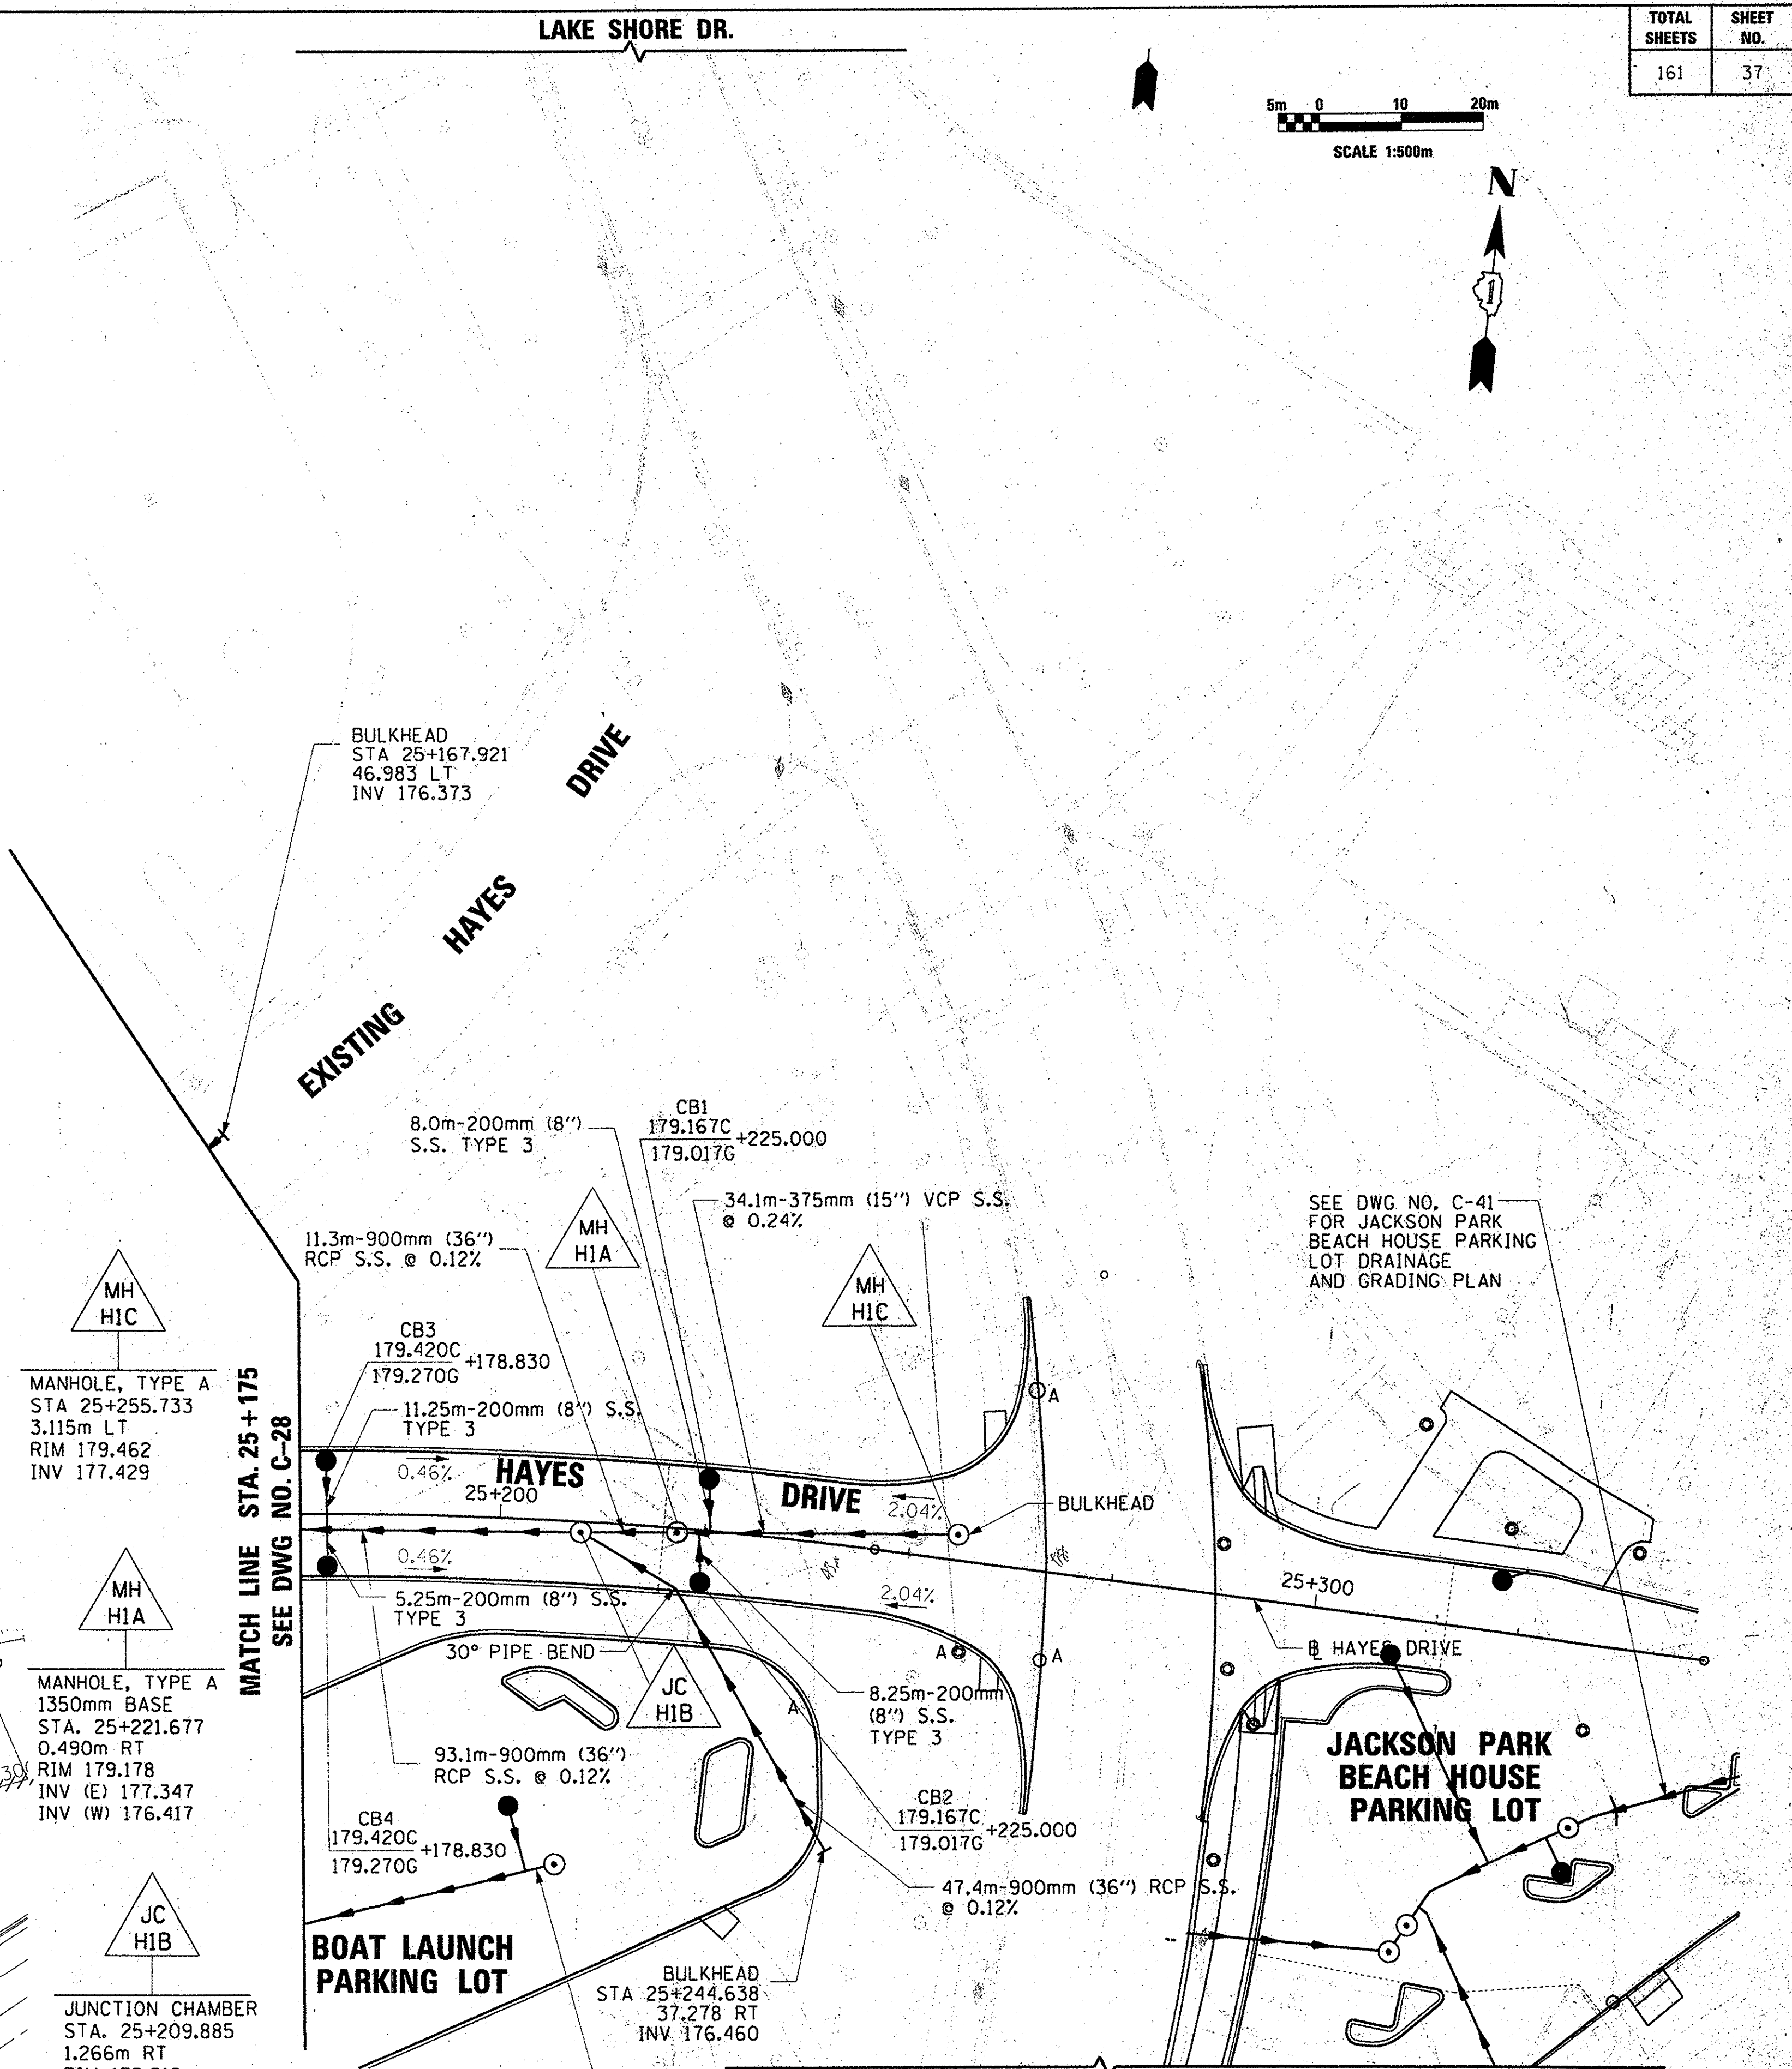 LAKE SHORE DR.
TOTAL SHEETS
SHEET NO.
161
37
5m 0 10 20m
SCALE 1:500m
N
1
BULKHEAD
STA 25+167.921
46.983 LT
INV 176.373
EXISTING HAYES DRIVE
8.0m-200mm (8'')
S.S. TYPE 3
CB1
179.167C
179.017G
+225.000
34.1m-375mm (15'') VCP S.S.
@ 0.24%
11.3m-900mm (36'')
RCP S.S. @ 0.12%
MH
H1A
MH
H1C
SEE DWG NO. C-41
FOR JACKSON PARK
BEACH HOUSE PARKING
LOT DRAINAGE
AND GRADING PLAN
MH
H1C
MANHOLE, TYPE A
STA 25+255.733
3.115m LT
RIM 179.462
INV 177.429
MATCH LINE STA. 25+175
SEE DWG NO. C-28
CB3
179.420C
179.270G
+178.830
11.25m-200mm (8'') S.S.
TYPE 3
0.46%
HAYES
25+200
DRIVE
2.04%
BULKHEAD
A
0.46%
5.25m-200mm (8'') S.S.
TYPE 3
2.04%
25+300
30° PIPE BEND
A
A
℄ HAYES DRIVE
MH
H1A
MANHOLE, TYPE A
1350mm BASE
STA. 25+221.677
0.490m RT
RIM 179.178
INV (E) 177.347
INV (W) 176.417
JC
H1B
A
8.25m-200mm
(8'') S.S.
TYPE 3
93.1m-900mm (36'')
RCP S.S. @ 0.12%
JACKSON PARK
BEACH HOUSE
PARKING LOT
CB4
179.420C
179.270G
+178.830
CB2
179.167C
179.017G
+225.000
47.4m-900mm (36'') RCP S.S.
@ 0.12%
JC
H1B
JUNCTION CHAMBER
STA. 25+209.885
1.266m RT
BOAT LAUNCH
PARKING LOT
BULKHEAD
STA 25+244.638
37.278 RT
INV 176.460